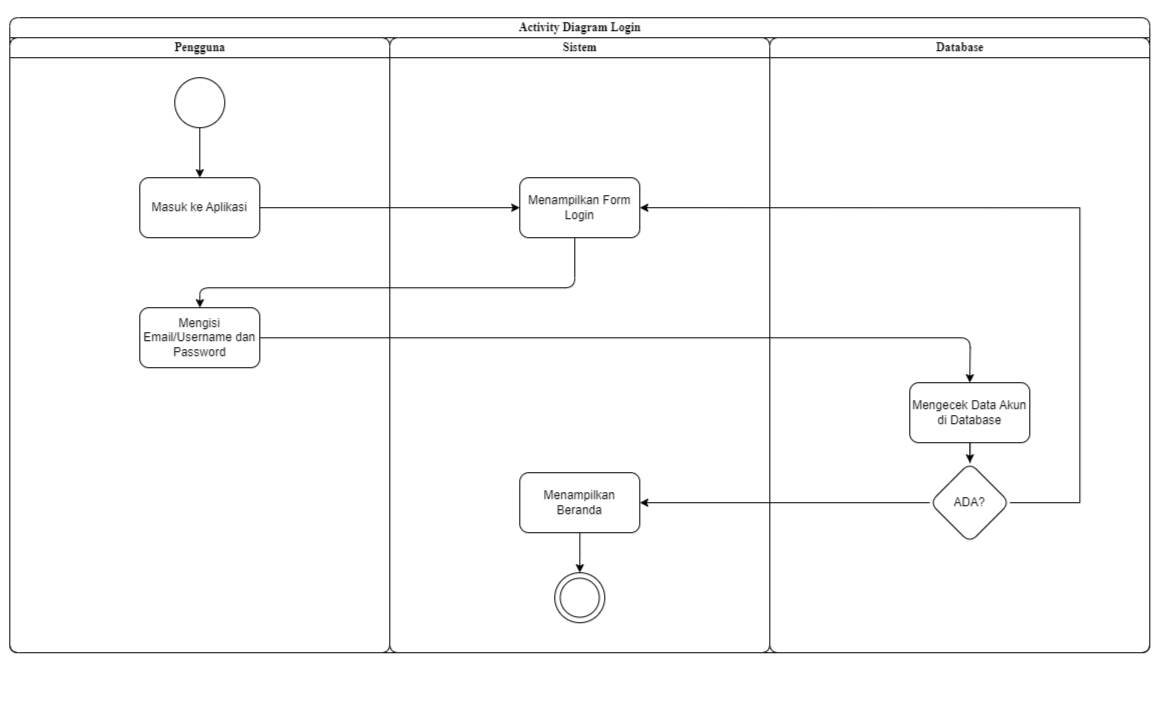 Activity Diagram Login
Pengguna
Sistem
Database
Masuk ke Aplikasi
Menampilkan Form
Login
Mengisi
Email/Username dan
Password
Mengecek Data Akun
di Database
Menampilkan
Beranda
ADA?